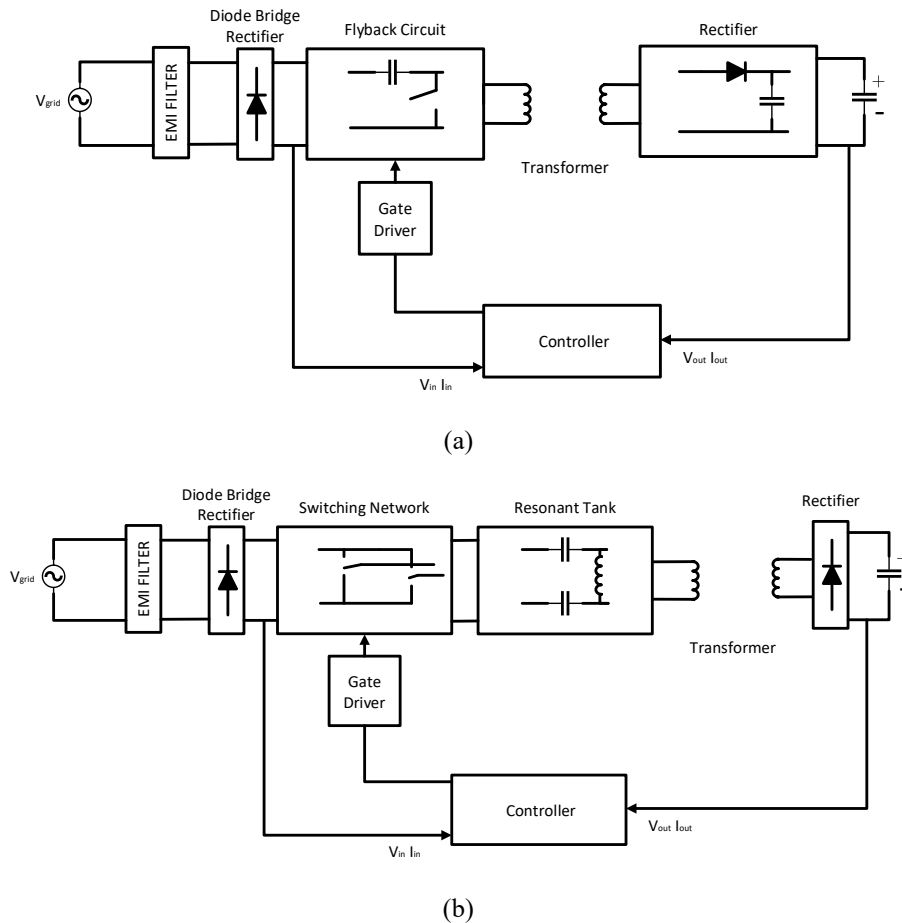 Diode Bridge
Rectifier
Flyback Circuit
Rectifier
Vgrid
EMI FILTER
+
-
Transformer
Gate
Driver
Controller
Vin Iin
Vout Iout
(a)
Diode Bridge
Rectifier
Switching Network
Resonant Tank
Rectifier
Vgrid
EMI FILTER
Transformer
Gate
Driver
Controller
Vin Iin
Vout Iout
(b)